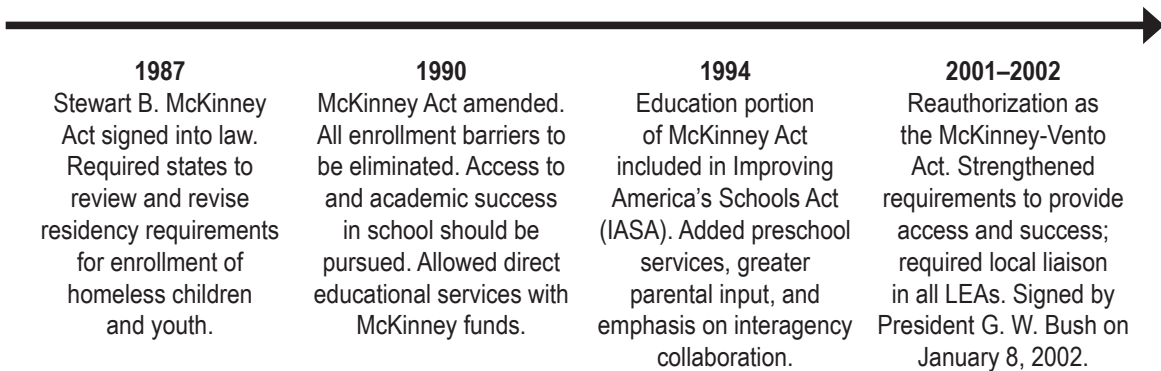 1987
Stewart B. McKinney
Act signed into law.
Required states to
review and revise
residency requirements
for enrollment of
homeless children
and youth.
1990
McKinney Act amended.
All enrollment barriers to
be eliminated. Access to
and academic success
in school should be
pursued. Allowed direct
educational services with
McKinney funds.
1994
Education portion
of McKinney Act
included in Improving
America's Schools Act
(IASA). Added preschool
services, greater
parental input, and
emphasis on interagency
collaboration.
2001–2002
Reauthorization as
the McKinney-Vento
Act. Strengthened
requirements to provide
access and success;
required local liaison
in all LEAs. Signed by
President G. W. Bush on
January 8, 2002.